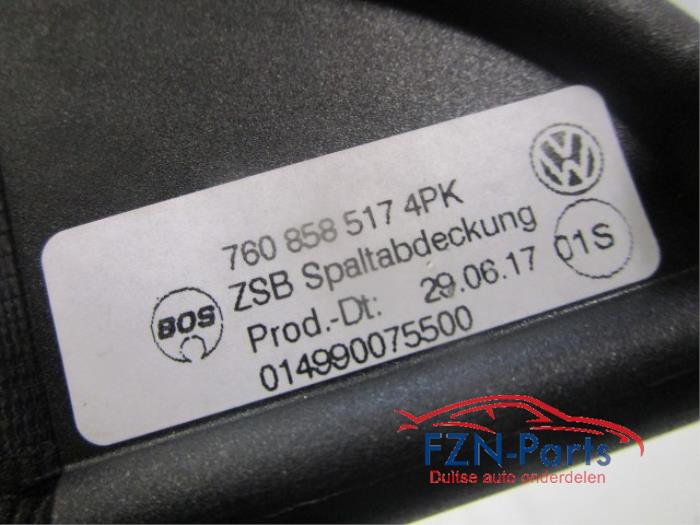 760 858 517 4PK
ZSB Spaltabdeckung
Prod.-Dt: 29.06.17 01S
014990075500
BOS
VW
FZN-Parts
Duitse auto onderdelen